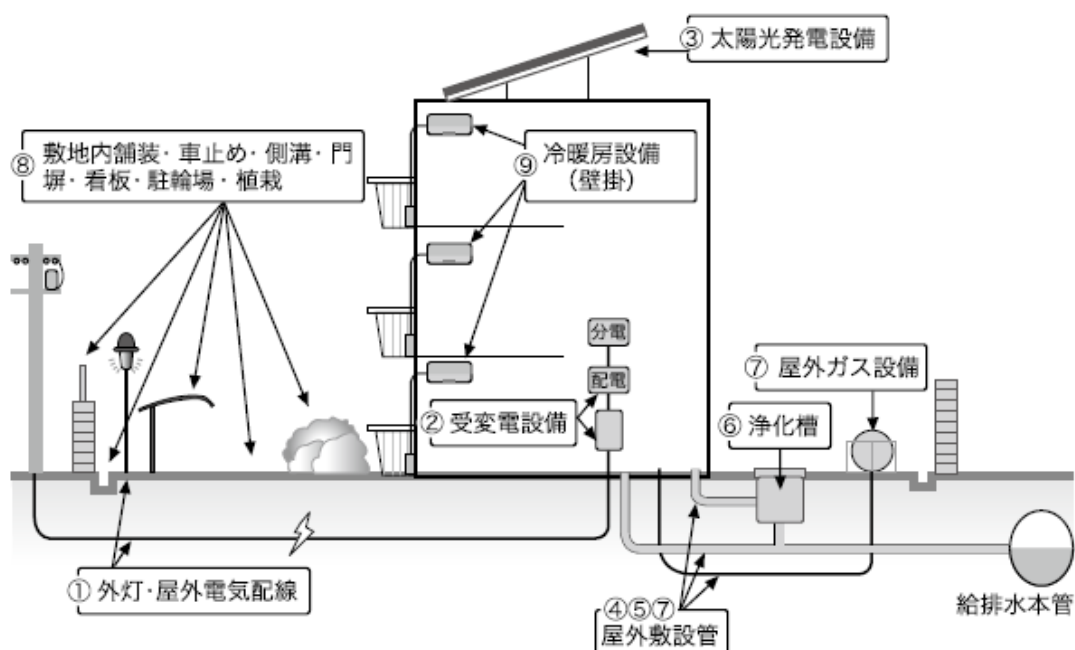 ③ 太陽光発電設備
⑧ 敷地内舗装・車止め・側溝・門
塀・看板・駐輪場・植栽
⑨ 冷暖房設備
(壁掛)
分電
配電
② 受変電設備
⑦ 屋外ガス設備
⑥ 浄化槽
① 外灯・屋外電気配線
④⑤⑦
屋外敷設管
給排水本管